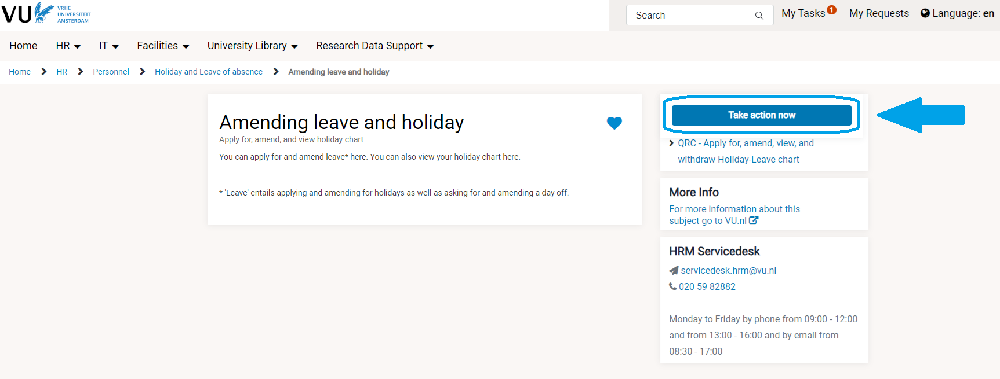 VU
VRIJE
UNIVERSITEIT
AMSTERDAM
Search
My Tasks 1
My Requests
Language: en
Home
HR
IT
Facilities
University Library
Research Data Support
Home
HR
Personnel
Holiday and Leave of absence
Amending leave and holiday
Amending leave and holiday
Apply for, amend, and view holiday chart
You can apply for and amend leave* here. You can also view your holiday chart here.
* 'Leave' entails applying and amending for holidays as well as asking for and amending a day off.
Take action now
QRC - Apply for, amend, view, and
withdraw Holiday-Leave chart
More Info
For more information about this
subject go to VU.nl
HRM Servicedesk
servicedesk.hrm@vu.nl
020 59 82882
Monday to Friday by phone from 09:00 - 12:00
and from 13:00 - 16:00 and by email from
08:30 - 17:00